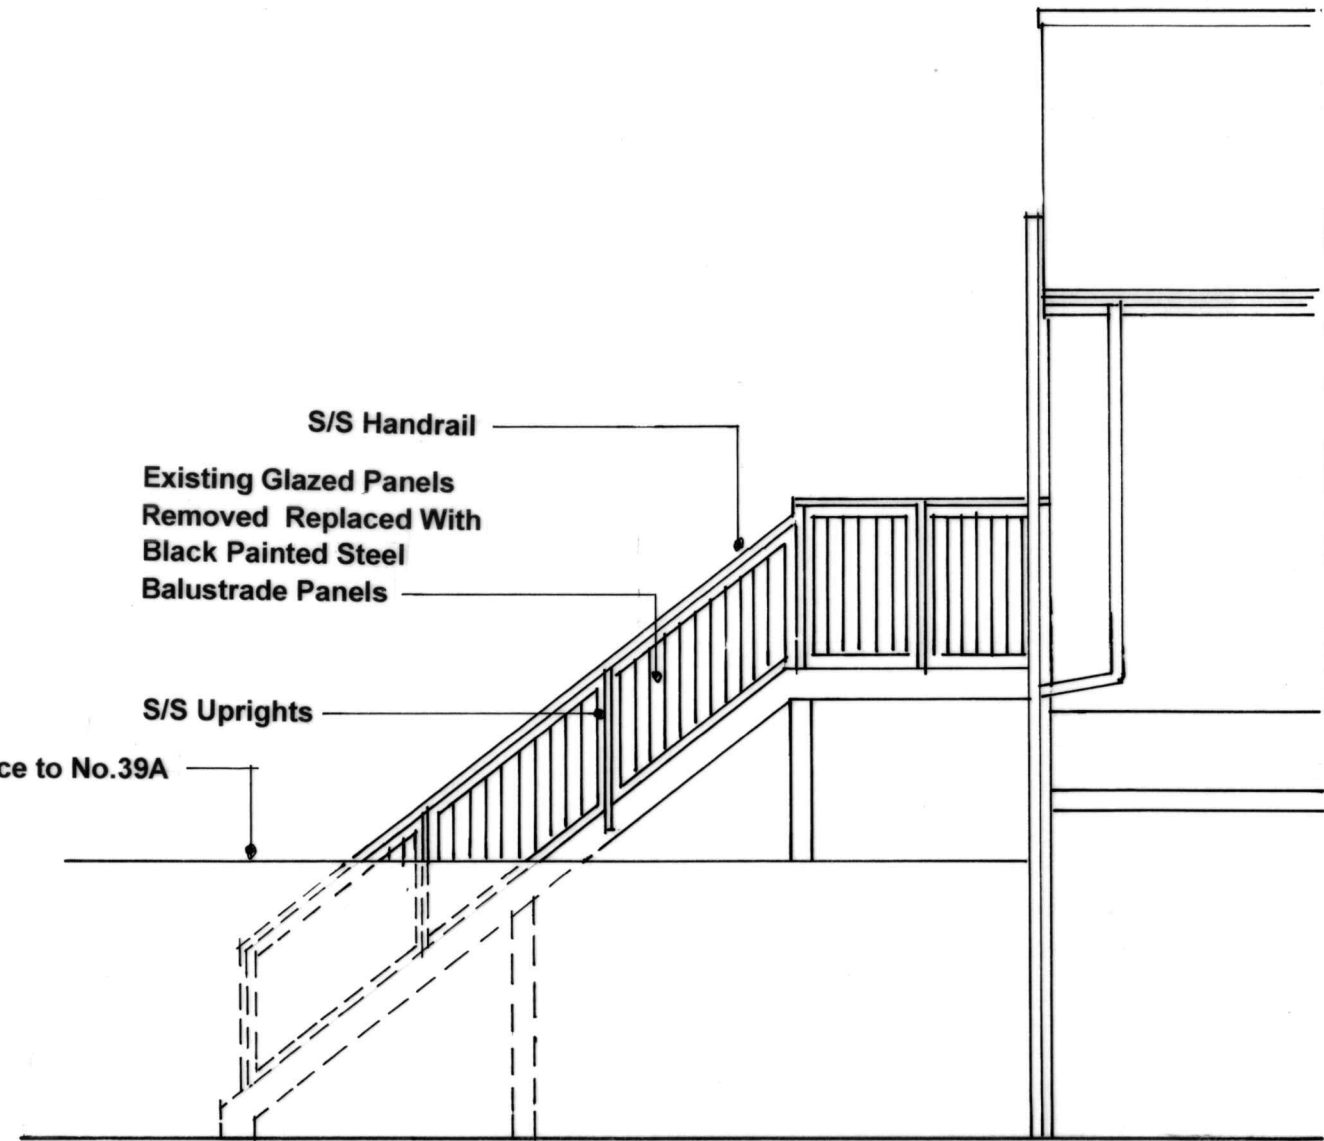 S/S Handrail
Existing Glazed Panels
Removed Replaced With
Black Painted Steel
Balustrade Panels
S/S Uprights
ce to No.39A